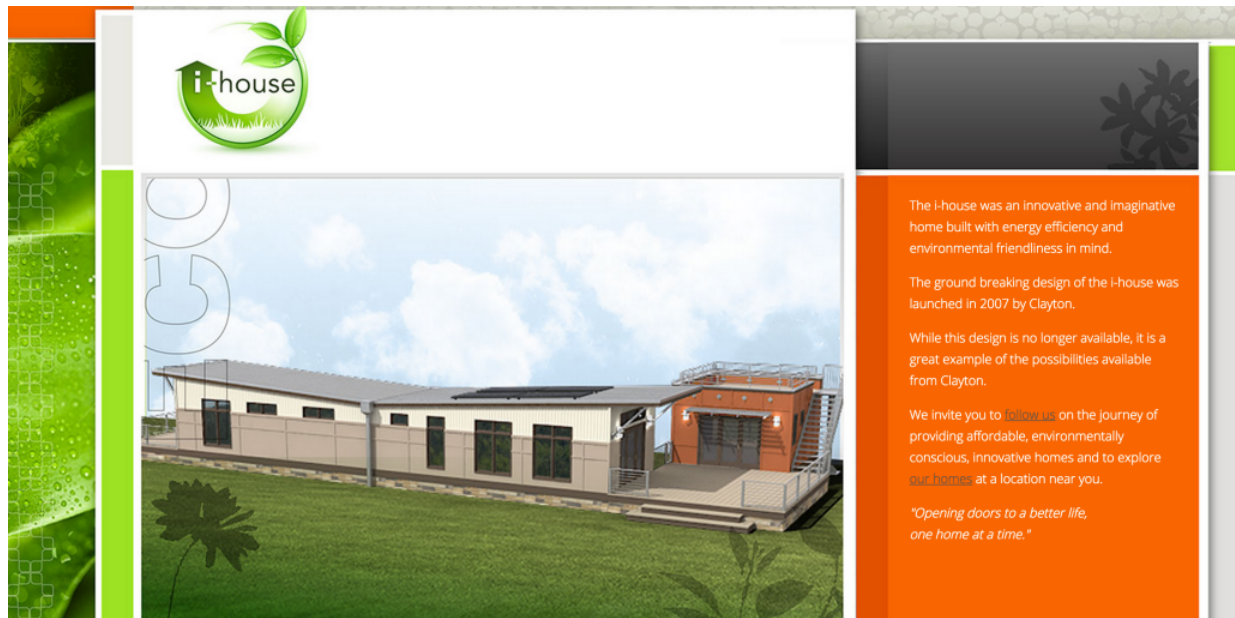 i-house
The i-house was an innovative and imaginative
home built with energy efficiency and
environmental friendliness in mind.
The ground breaking design of the i-house was
launched in 2007 by Clayton.
While this design is no longer available, it is a
great example of the possibilities available
from Clayton.
We invite you to follow us on the journey of
providing affordable, environmentally
conscious, innovative homes and to explore
our homes at a location near you.
"Opening doors to a better life,
one home at a time."